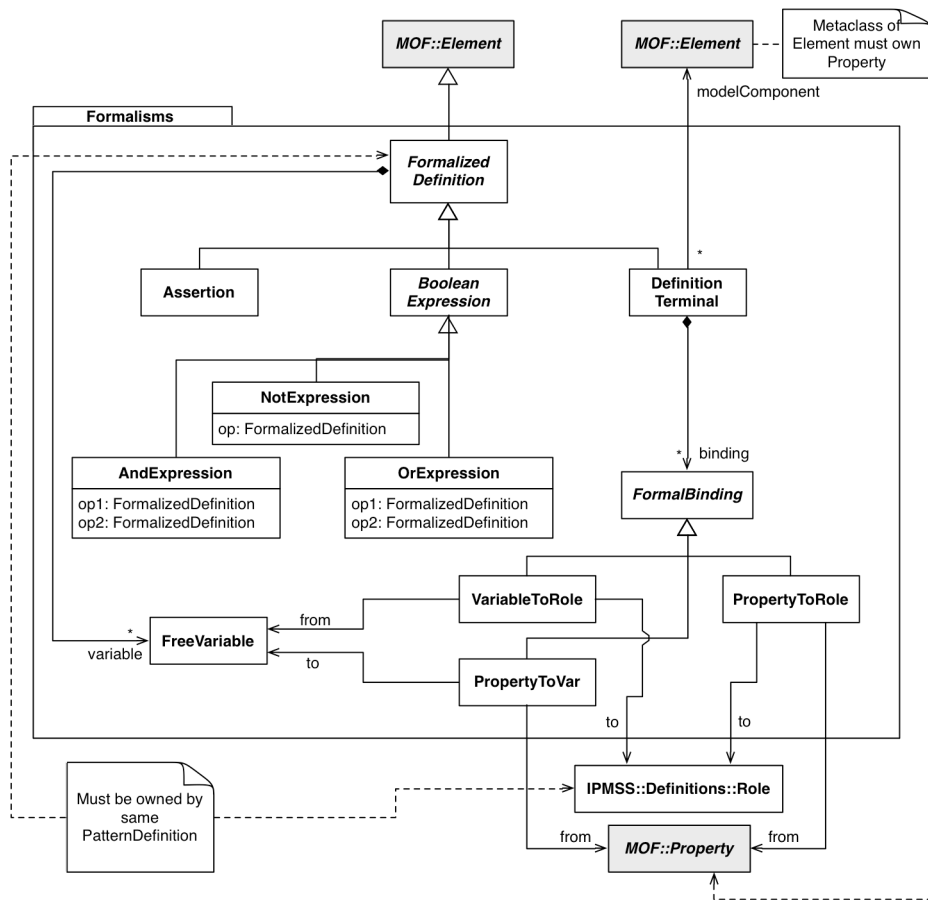 MOF::Element
MOF::Element
Metaclass of
Element must own
Property
modelComponent
Formalisms
Formalized
Definition
*
Assertion
Boolean
Expression
Definition
Terminal
NotExpression
op: FormalizedDefinition
AndExpression
op1: FormalizedDefinition
op2: FormalizedDefinition
OrExpression
op1: FormalizedDefinition
op2: FormalizedDefinition
* binding
FormalBinding
VariableToRole
PropertyToRole
from
*
variable
FreeVariable
to
PropertyToVar
to
to
Must be owned by
same
PatternDefinition
IPMSS::Definitions::Role
from
MOF::Property
from